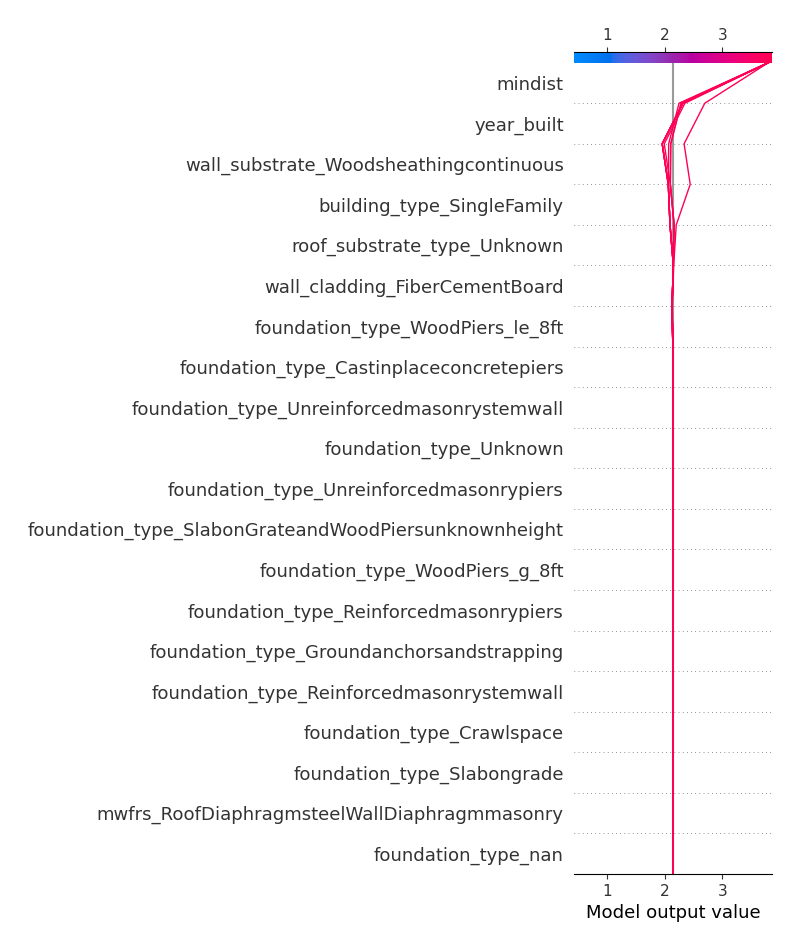 1 2 3
mindist
year_built
wall_substrate_Woodsheathingcontinuous
building_type_SingleFamily
roof_substrate_type_Unknown
wall_cladding_FiberCementBoard
foundation_type_WoodPiers_le_8ft
foundation_type_Castinplaceconcretepiers
foundation_type_Unreinforcedmasonrystemwall
foundation_type_Unknown
foundation_type_Unreinforcedmasonrypiers
foundation_type_SlabonGrateandWoodPiersunknownheight
foundation_type_WoodPiers_g_8ft
foundation_type_Reinforcedmasonrypiers
foundation_type_Groundanchorsandstrapping
foundation_type_Reinforcedmasonrystemwall
foundation_type_Crawlspace
foundation_type_Slabongrade
mwfrs_RoofDiaphragmsteelWallDiaphragmmasonry
foundation_type_nan
1 2 3
Model output value